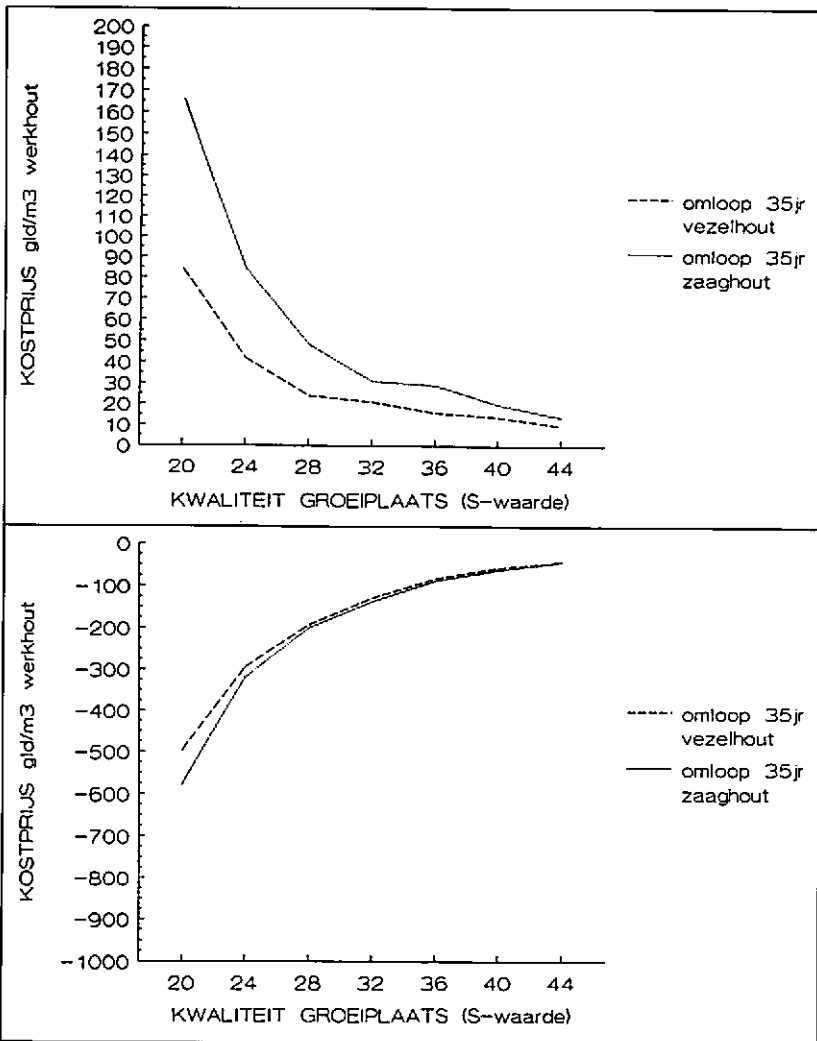 200
190
180
170
160
150
140
130
120
110
100
90
80
70
60
50
40
30
20
10
0
KOSTPRIJS gld/m3 werkhout
20 24 28 32 36 40 44
KWALITEIT GROEIPLAATS (S-waarde)
omloop 35jr
vezelhout
omloop 35jr
zaaghout
0
-100
-200
-300
-400
-500
-600
-700
-800
-900
-1000
KOSTPRIJS gld/m3 werkhout
20 24 28 32 36 40 44
KWALITEIT GROEIPLAATS (S-waarde)
omloop 35jr
vezelhout
omloop 35jr
zaaghout